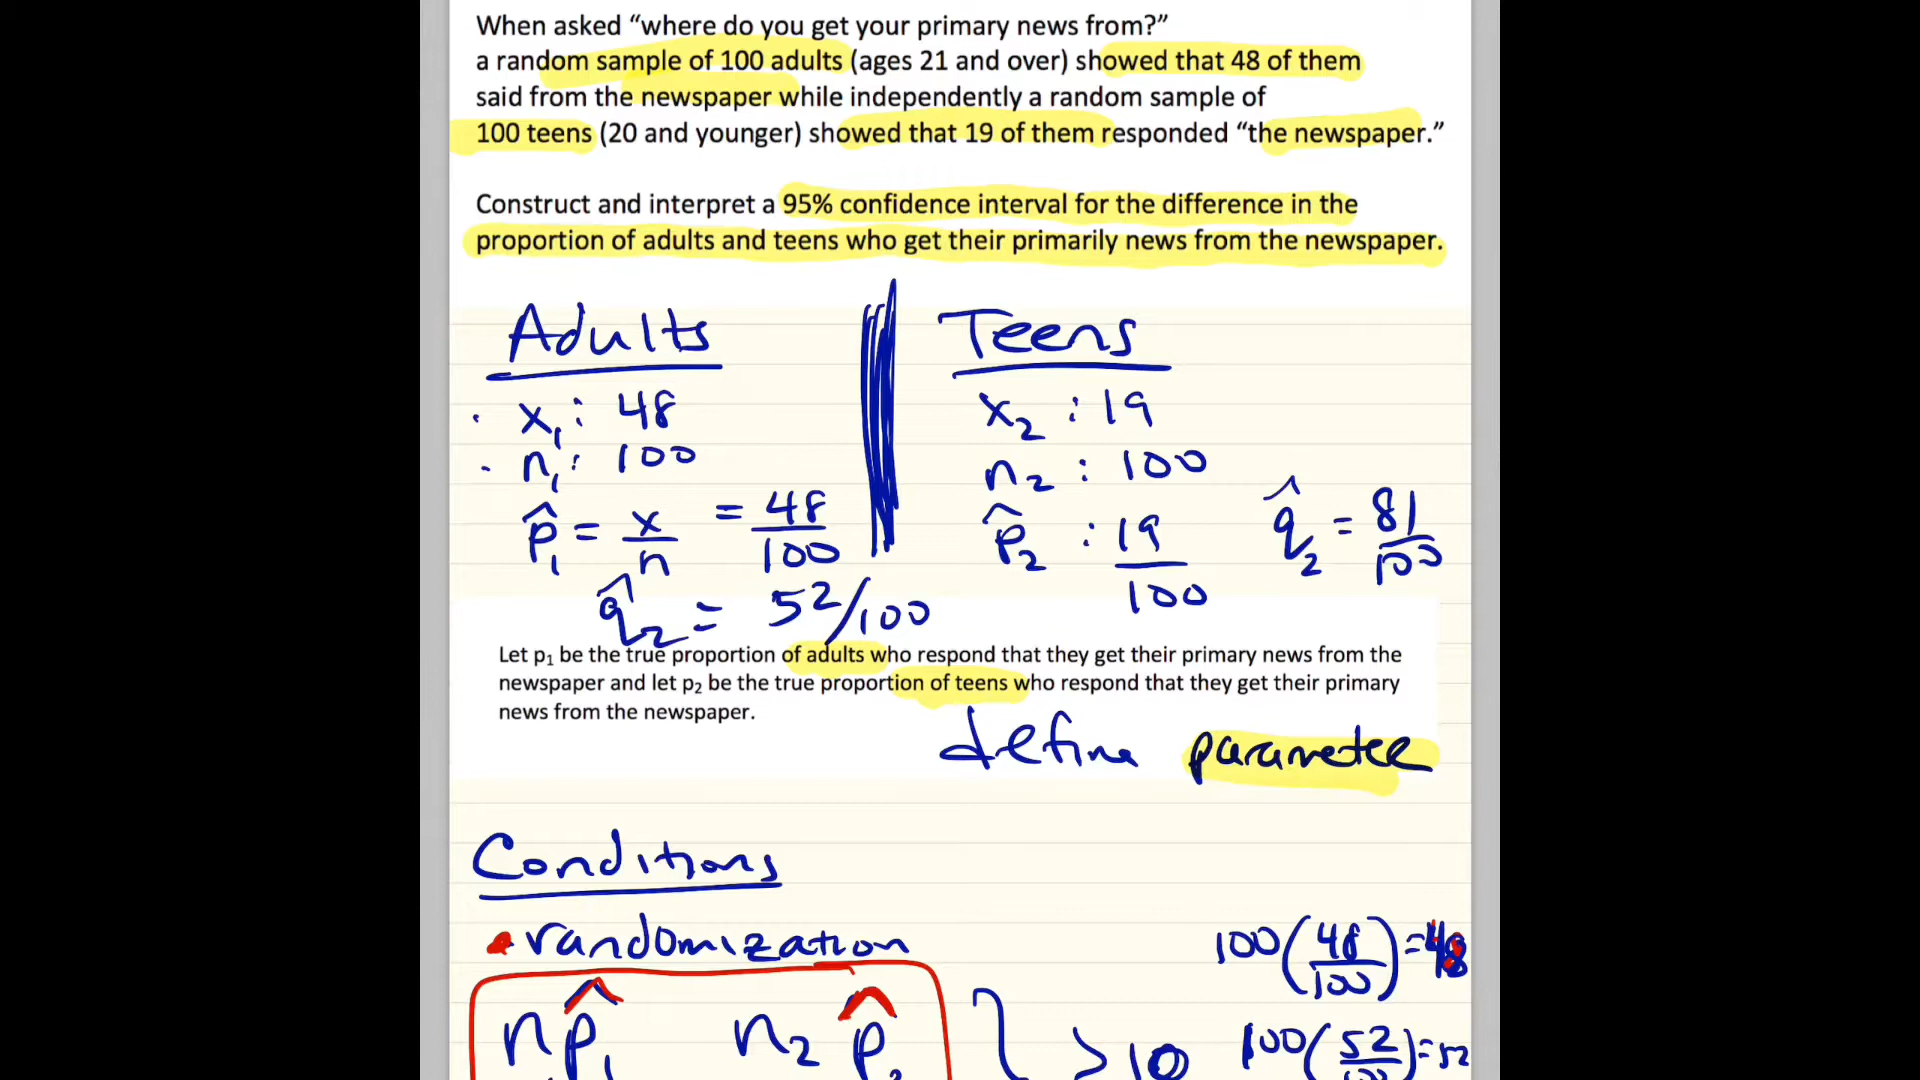 When asked “where do you get your primary news from?”
a random sample of 100 adults (ages 21 and over) showed that 48 of them
said from the newspaper while independently a random sample of
100 teens (20 and younger) showed that 19 of them responded “the newspaper.”
Construct and interpret a 95% confidence interval for the difference in the
proportion of adults and teens who get their primarily news from the newspaper.
Adults
x₁: 48
n₁: 100
p̂₁ = x/n = 48/100
q̂₂ = 52/100
Teens
x₂: 19
n₂: 100
p̂₂: 19/100
q̂₂ = 81/100
Let p₁ be the true proportion of adults who respond that they get their primary news from the
newspaper and let p₂ be the true proportion of teens who respond that they get their primary
news from the newspaper.
define parameter
Conditions
• randomization
100(48/100)=48
np̂₁ n₂p̂₂ } > 10 100(52/100)=52